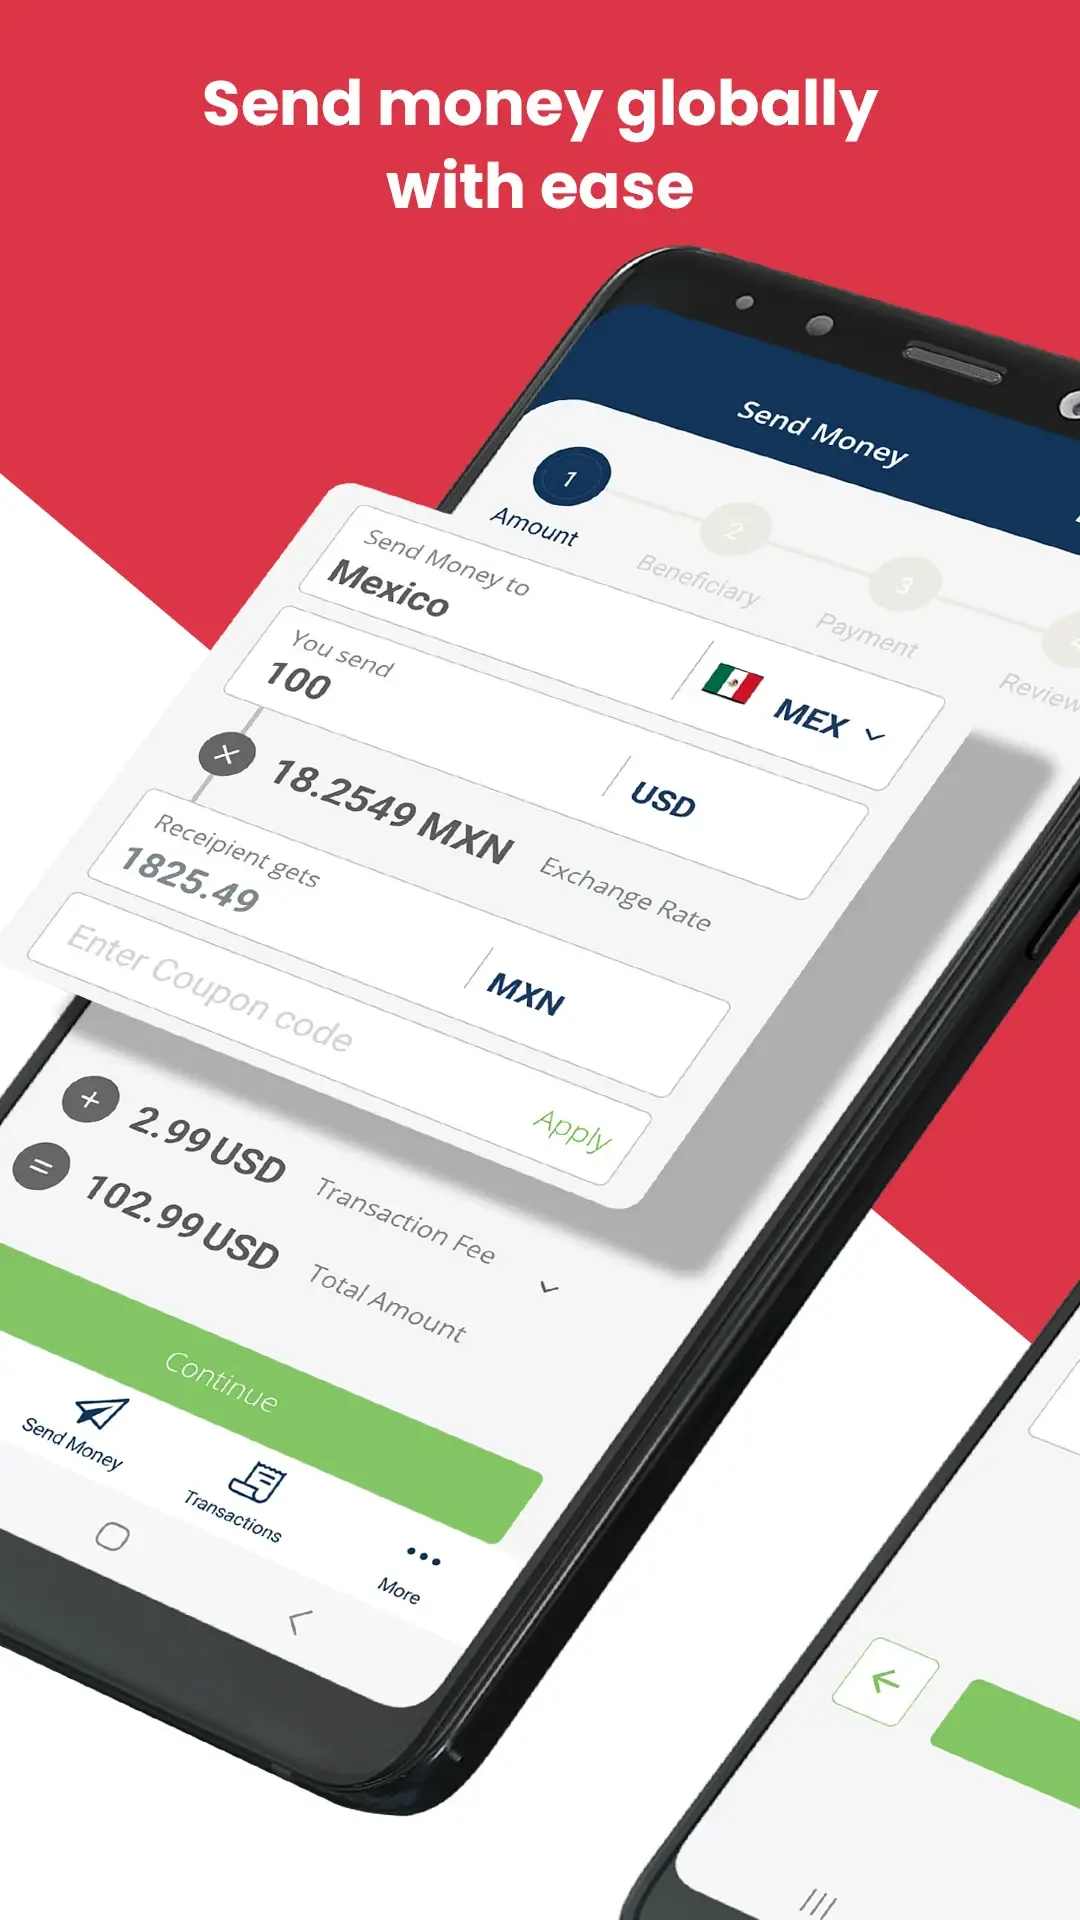 Send money globally
with ease
Send Money
1
2
3
4
Amount
Beneficiary
Payment
Review
Send Money to
Mexico
MEX
You send
100
USD
18.2549 MXN
Exchange Rate
Receipient gets
1825.49
MXN
Enter Coupon code
Apply
2.99 USD
Transaction Fee
102.99 USD
Total Amount
Continue
Send Money
Transactions
More